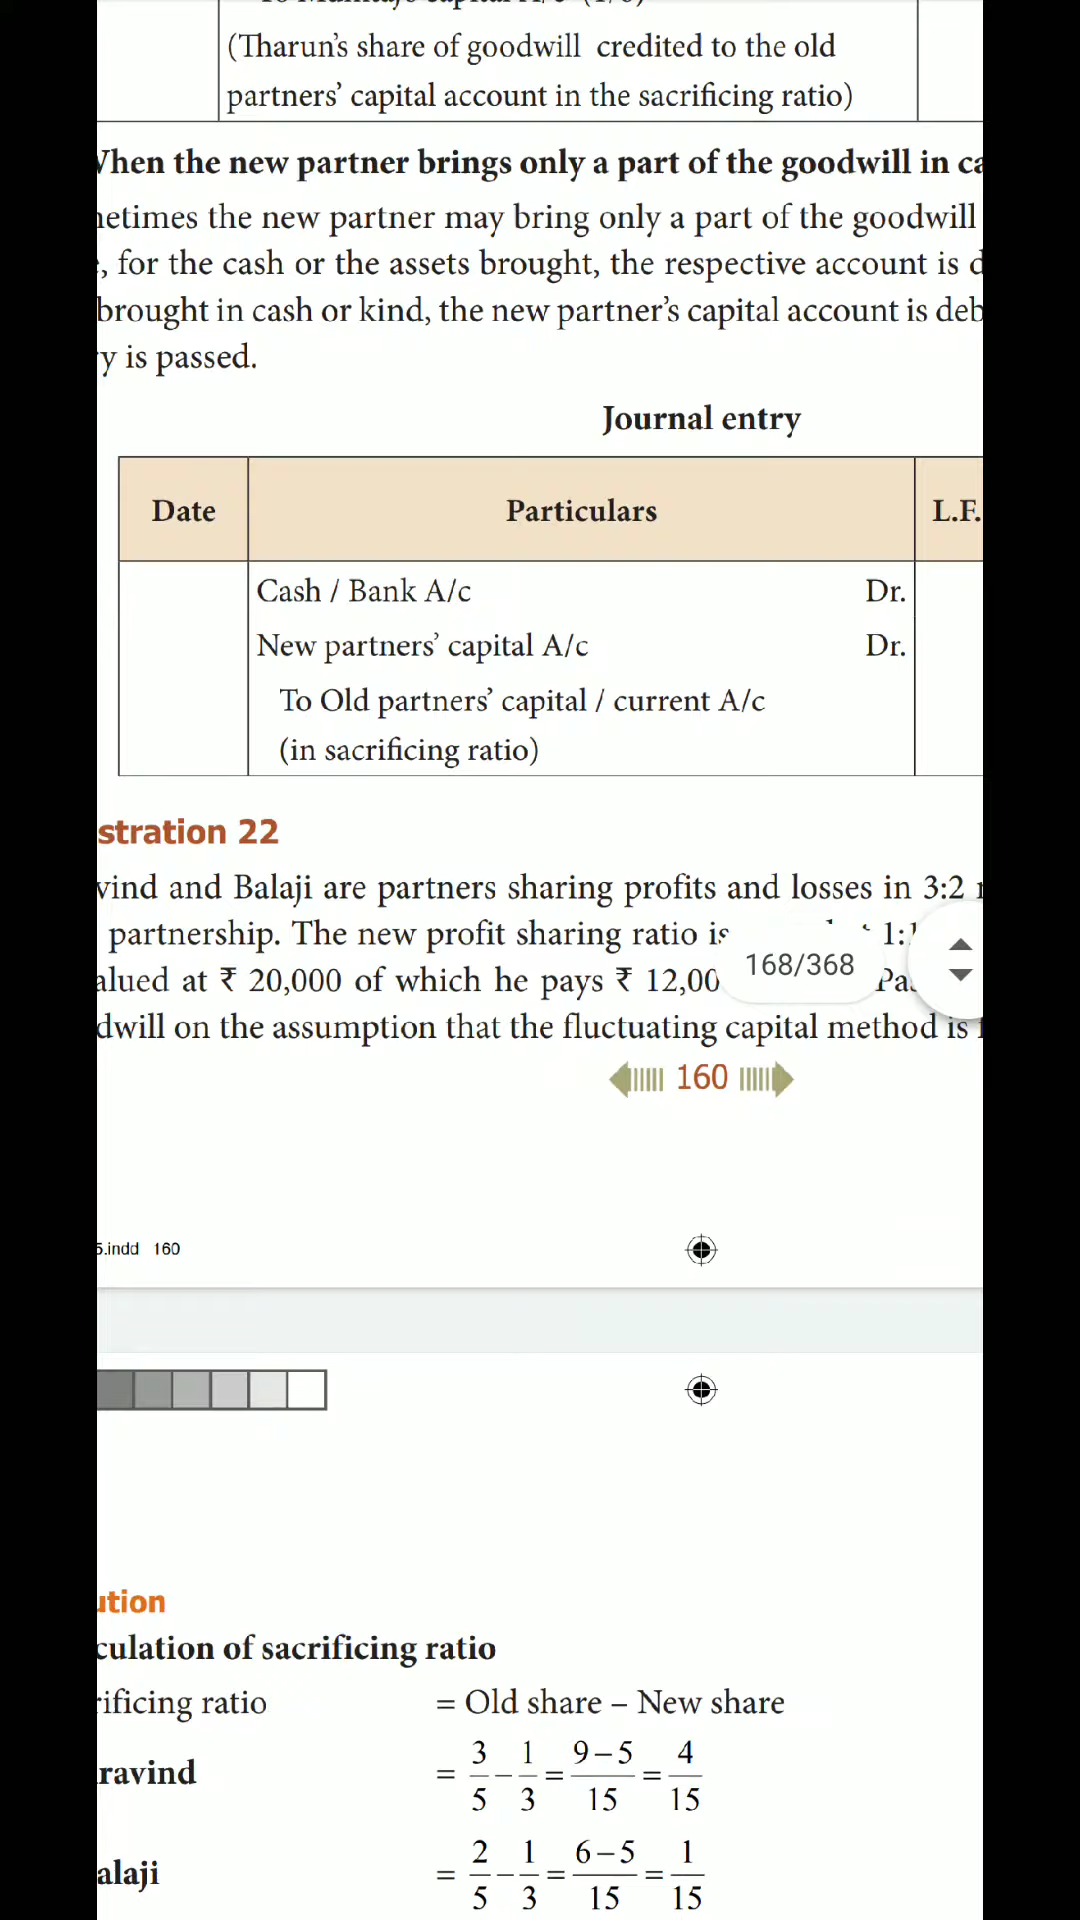 (Tharun's share of goodwill credited to the old
partners' capital account in the sacrificing ratio)
When the new partner brings only a part of the goodwill in ca
netimes the new partner may bring only a part of the goodwill
, for the cash or the assets brought, the respective account is d
brought in cash or kind, the new partner's capital account is deb
y is passed.
Journal entry
Date Particulars L.F.
Cash / Bank A/c Dr.
New partners' capital A/c Dr.
To Old partners' capital / current A/c
(in sacrificing ratio)
stration 22
vind and Balaji are partners sharing profits and losses in 3:2
partnership. The new profit sharing ratio is 1:1
168/368
alued at ₹ 20,000 of which he pays ₹ 12,00 Pa
dwill on the assumption that the fluctuating capital method is
160
5.indd 160
ution
culation of sacrificing ratio
rificing ratio = Old share – New share
ravind = 3/5 – 1/3 = 9–5/15 = 4/15
alaji = 2/5 – 1/3 = 6–5/15 = 1/15